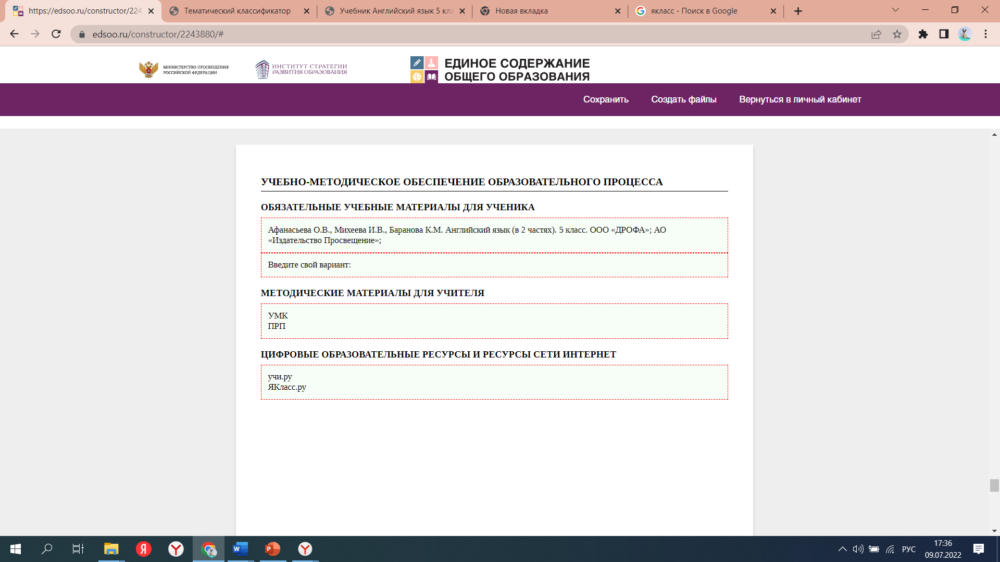 https://edsoo.ru/constructor/224
Тематический классификатор
Учебник Английский язык 5 кла
Новая вкладка
якласс - Поиск в Google
edsoo.ru/constructor/2243880/#
МИНИСТЕРСТВО ПРОСВЕЩЕНИЯ
РОССИЙСКОЙ ФЕДЕРАЦИИ
ИНСТИТУТ СТРАТЕГИИ
РАЗВИТИЯ ОБРАЗОВАНИЯ
ЕДИНОЕ СОДЕРЖАНИЕ
ОБЩЕГО ОБРАЗОВАНИЯ
Сохранить
Создать файлы
Вернуться в личный кабинет
УЧЕБНО-МЕТОДИЧЕСКОЕ ОБЕСПЕЧЕНИЕ ОБРАЗОВАТЕЛЬНОГО ПРОЦЕССА
ОБЯЗАТЕЛЬНЫЕ УЧЕБНЫЕ МАТЕРИАЛЫ ДЛЯ УЧЕНИКА
Афанасьева О.В., Михеева И.В., Баранова К.М. Английский язык (в 2 частях). 5 класс. ООО «ДРОФА»; АО
«Издательство Просвещение»;
Введите свой вариант:
МЕТОДИЧЕСКИЕ МАТЕРИАЛЫ ДЛЯ УЧИТЕЛЯ
УМК
ПРП
ЦИФРОВЫЕ ОБРАЗОВАТЕЛЬНЫЕ РЕСУРСЫ И РЕСУРСЫ СЕТИ ИНТЕРНЕТ
учи.ру
ЯКласс.ру
РУС
17:36
09.07.2022